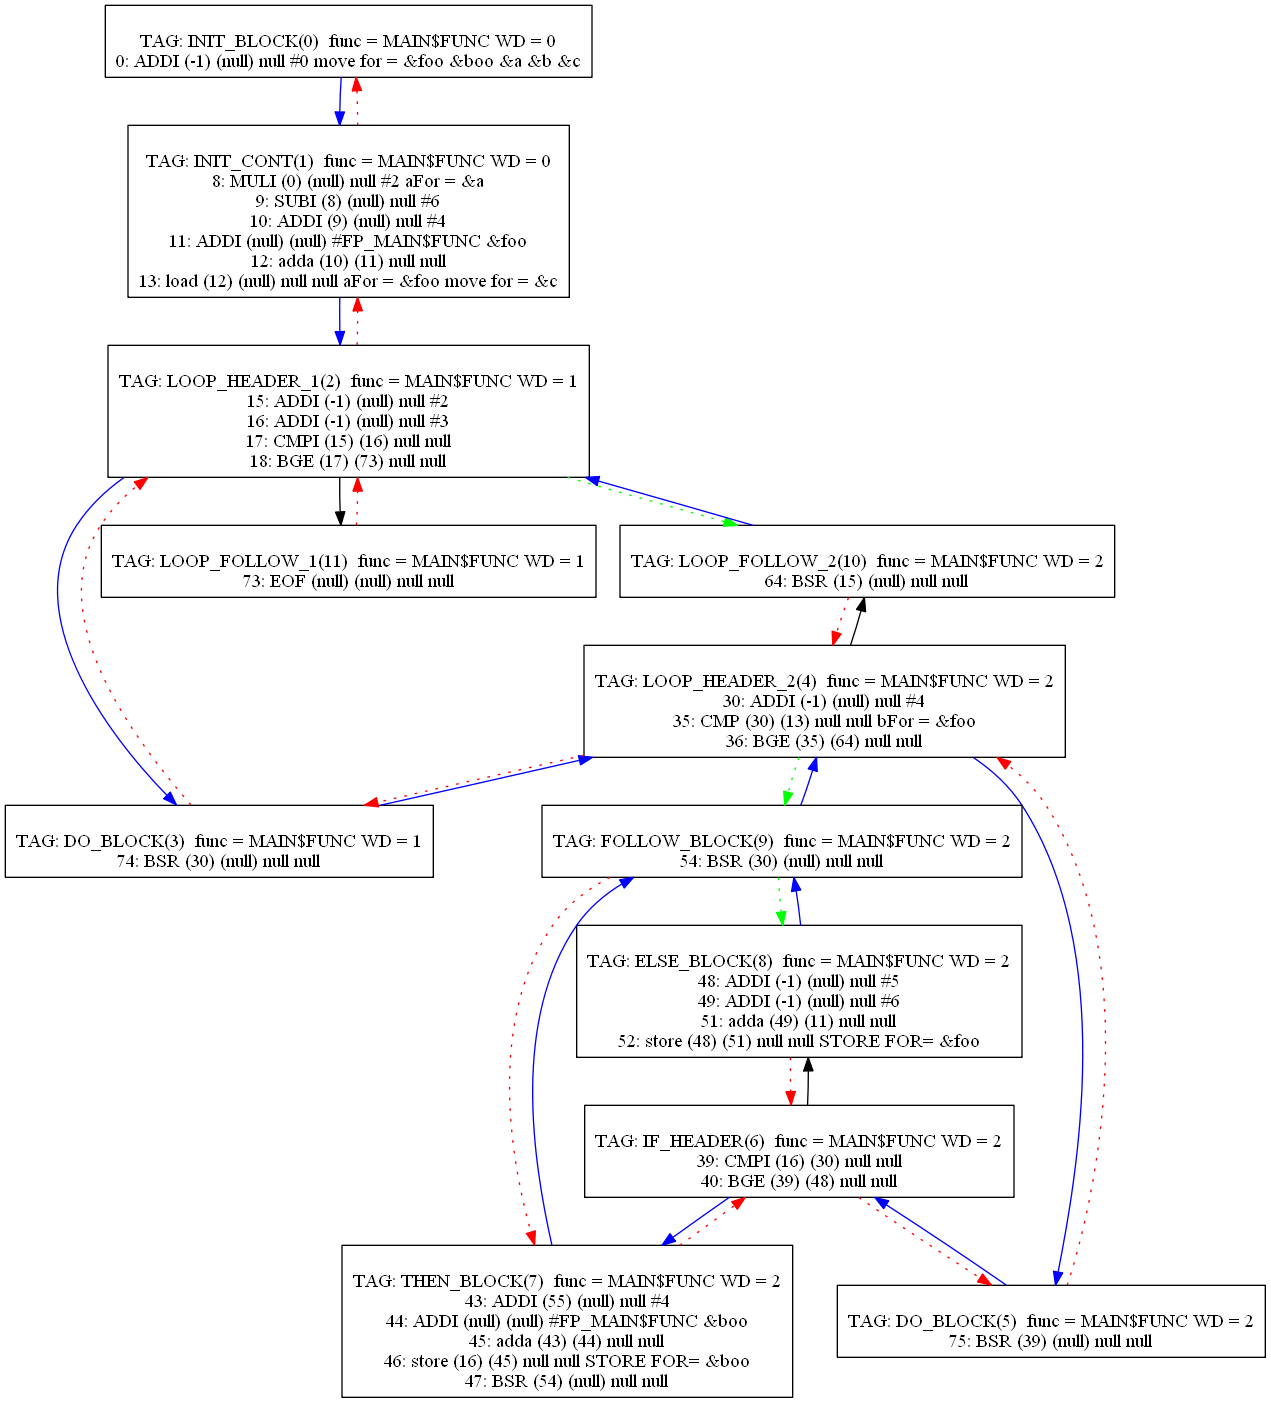 TAG: INIT_BLOCK(0)  func = MAIN$FUNC WD = 0
0: ADDI (-1) (null) null #0 move for = &foo &boo &a &b &c
TAG: INIT_CONT(1)  func = MAIN$FUNC WD = 0
8: MULI (0) (null) null #2 aFor = &a
9: SUBI (8) (null) null #6
10: ADDI (9) (null) null #4
11: ADDI (null) (null) #FP_MAIN$FUNC &foo
12: adda (10) (11) null null
13: load (12) (null) null null aFor = &foo move for = &c
TAG: LOOP_HEADER_1(2)  func = MAIN$FUNC WD = 1
15: ADDI (-1) (null) null #2
16: ADDI (-1) (null) null #3
17: CMPI (15) (16) null null
18: BGE (17) (73) null null
TAG: LOOP_FOLLOW_1(11)  func = MAIN$FUNC WD = 1
73: EOF (null) (null) null null
TAG: LOOP_FOLLOW_2(10)  func = MAIN$FUNC WD = 2
64: BSR (15) (null) null null
TAG: LOOP_HEADER_2(4)  func = MAIN$FUNC WD = 2
30: ADDI (-1) (null) null #4
35: CMP (30) (13) null null bFor = &foo
36: BGE (35) (64) null null
TAG: DO_BLOCK(3)  func = MAIN$FUNC WD = 1
74: BSR (30) (null) null null
TAG: FOLLOW_BLOCK(9)  func = MAIN$FUNC WD = 2
54: BSR (30) (null) null null
TAG: ELSE_BLOCK(8)  func = MAIN$FUNC WD = 2
48: ADDI (-1) (null) null #5
49: ADDI (-1) (null) null #6
51: adda (49) (11) null null
52: store (48) (51) null null STORE FOR= &foo
TAG: IF_HEADER(6)  func = MAIN$FUNC WD = 2
39: CMPI (16) (30) null null
40: BGE (39) (48) null null
TAG: THEN_BLOCK(7)  func = MAIN$FUNC WD = 2
43: ADDI (55) (null) null #4
44: ADDI (null) (null) #FP_MAIN$FUNC &boo
45: adda (43) (44) null null
46: store (16) (45) null null STORE FOR= &boo
47: BSR (54) (null) null null
TAG: DO_BLOCK(5)  func = MAIN$FUNC WD = 2
75: BSR (39) (null) null null